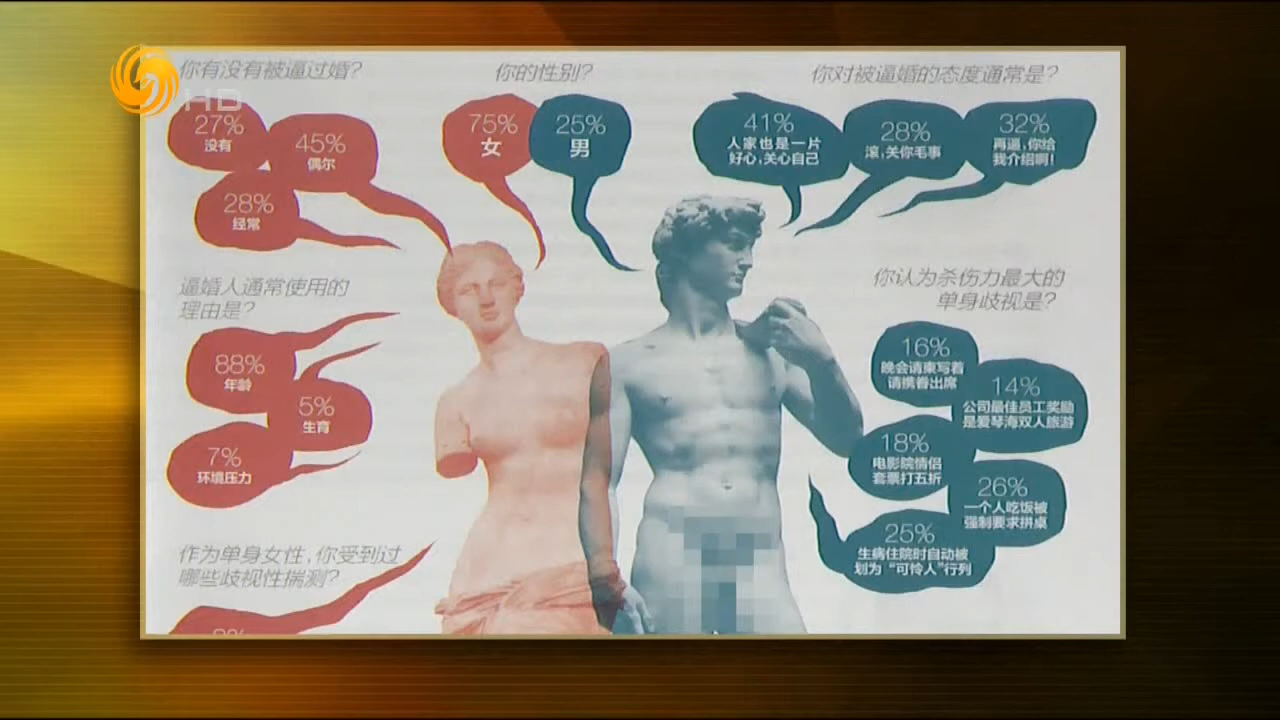 HD
你有没有被逼过婚?
27%
没有
45%
偶尔
28%
经常
你的性别?
75%
女
25%
男
你对被逼婚的态度通常是?
41%
人家也是一片
好心,关心自己
28%
滚,关你毛事
32%
再逼,你给
我介绍啊!
逼婚人通常使用的
理由是?
88%
年龄
5%
生育
7%
环境压力
你认为杀伤力最大的
单身歧视是?
16%
晚会请柬写着
请携眷出席
14%
公司最佳员工奖励
是爱琴海双人旅游
18%
电影院情侣
套票打五折
26%
一个人吃饭被
强制要求拼桌
25%
生病住院时自动被
划为“可怜人”行列
作为单身女性,你受到过
哪些歧视性揣测?